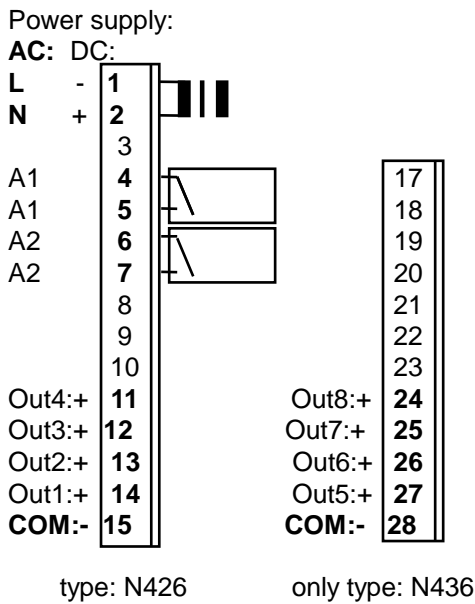 Power supply:
AC: DC:
L - 1
N + 2
3
A1 4 17
A1 5 18
A2 6 19
A2 7 20
8 21
9 22
10 23
Out4:+ 11 Out8:+ 24
Out3:+ 12 Out7:+ 25
Out2:+ 13 Out6:+ 26
Out1:+ 14 Out5:+ 27
COM:- 15 COM:- 28
type: N426 only type: N436